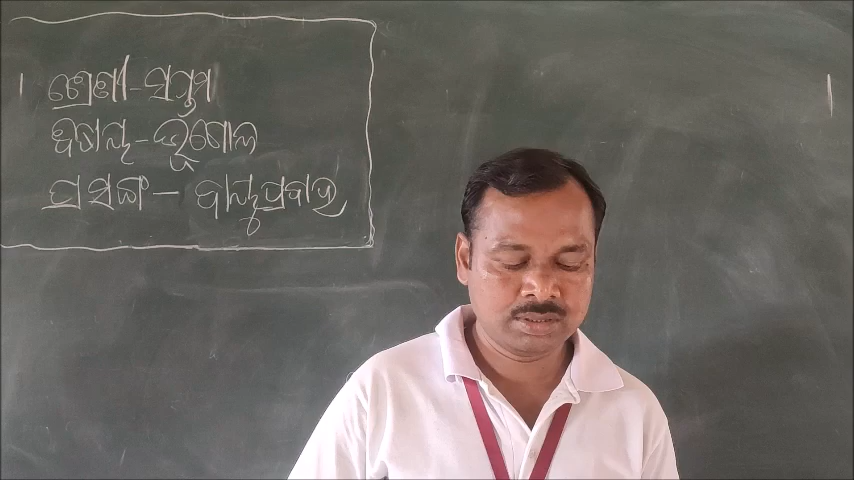 ଶ୍ରେଣୀ - ସପ୍ତମ
ବିଷୟ - ଭୂଗୋଳ
ପ୍ରସଙ୍ଗ - ବାୟୁପ୍ରବାହ